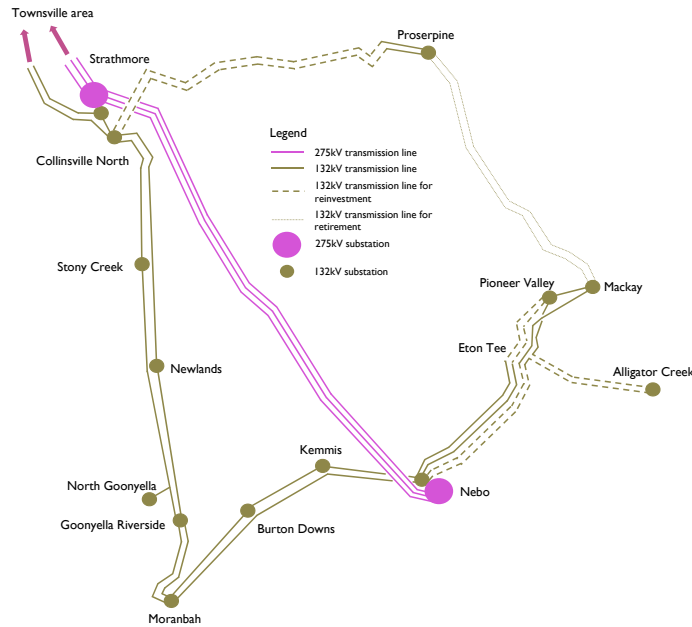 Townsville area
Strathmore
Proserpine
Collinsville North
Legend
275kV transmission line
132kV transmission line
132kV transmission line for
reinvestment
132kV transmission line for
retirement
275kV substation
132kV substation
Stony Creek
Pioneer Valley
Mackay
Eton Tee
Newlands
Alligator Creek
Kemmis
North Goonyella
Nebo
Goonyella Riverside
Burton Downs
Moranbah